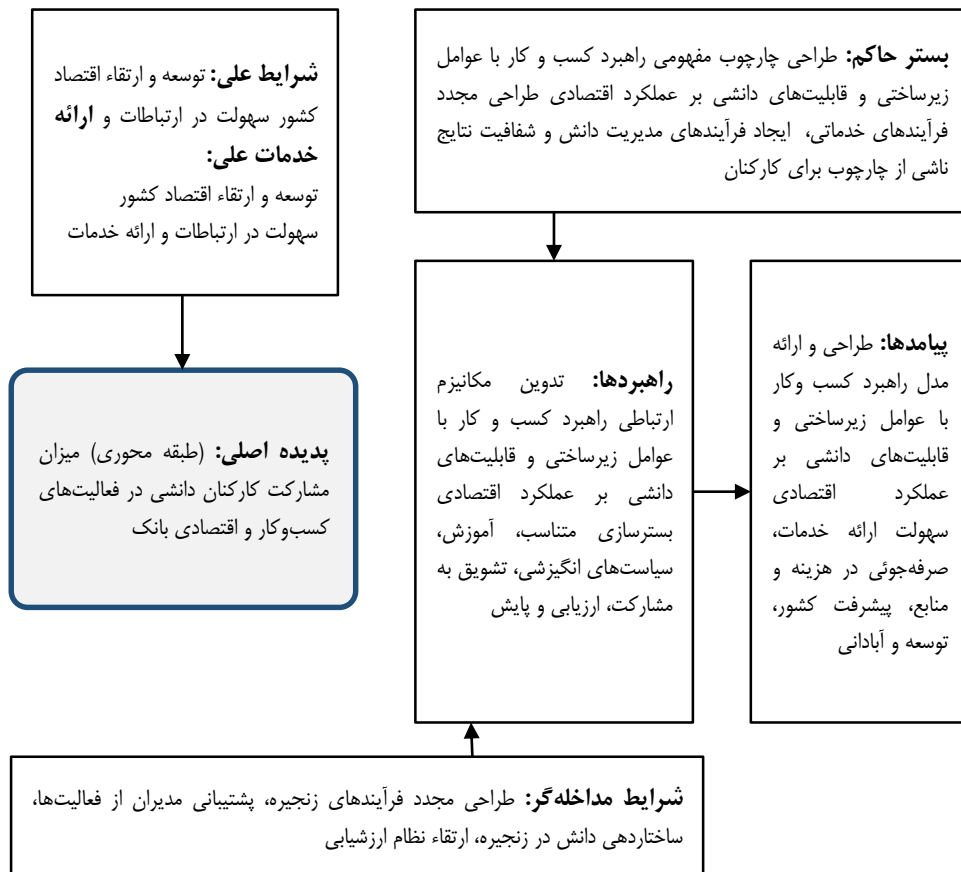 شرایط علی: توسعه و ارتقاء اقتصاد
کشور سهولت در ارتباطات و ارائه
خدمات علی:
توسعه و ارتقاء اقتصاد کشور
سهولت در ارتباطات و ارائه خدمات
بستر حاکم: طراحی چارچوب مفهومی راهبرد کسب و کار با عوامل
زیرساختی و قابلیت‌های دانشی بر عملکرد اقتصادی طراحی مجدد
فرآیندهای خدماتی، ایجاد فرآیندهای مدیریت دانش و شفافیت نتایج
ناشی از چارچوب برای کارکنان
پدیده اصلی: (طبقه محوری) میزان
مشارکت کارکنان دانشی در فعالیت‌های
کسب‌وکار و اقتصادی بانک
راهبردها: تدوین مکانیزم
ارتباطی راهبرد کسب و کار با
عوامل زیرساختی و قابلیت‌های
دانشی بر عملکرد اقتصادی
بسترسازی متناسب، آموزش،
سیاست‌های انگیزشی، تشویق به
مشارکت، ارزیابی و پایش
پیامدها: طراحی و ارائه
مدل راهبرد کسب وکار
با عوامل زیرساختی و
قابلیت‌های دانشی بر
عملکرد اقتصادی
سهولت ارائه خدمات،
صرفه‌جوئی در هزینه و
منابع، پیشرفت کشور،
توسعه و آبادانی
شرایط مداخله‌گر: طراحی مجدد فرآیندهای زنجیره، پشتیبانی مدیران از فعالیت‌ها،
ساختاردهی دانش در زنجیره، ارتقاء نظام ارزشیابی